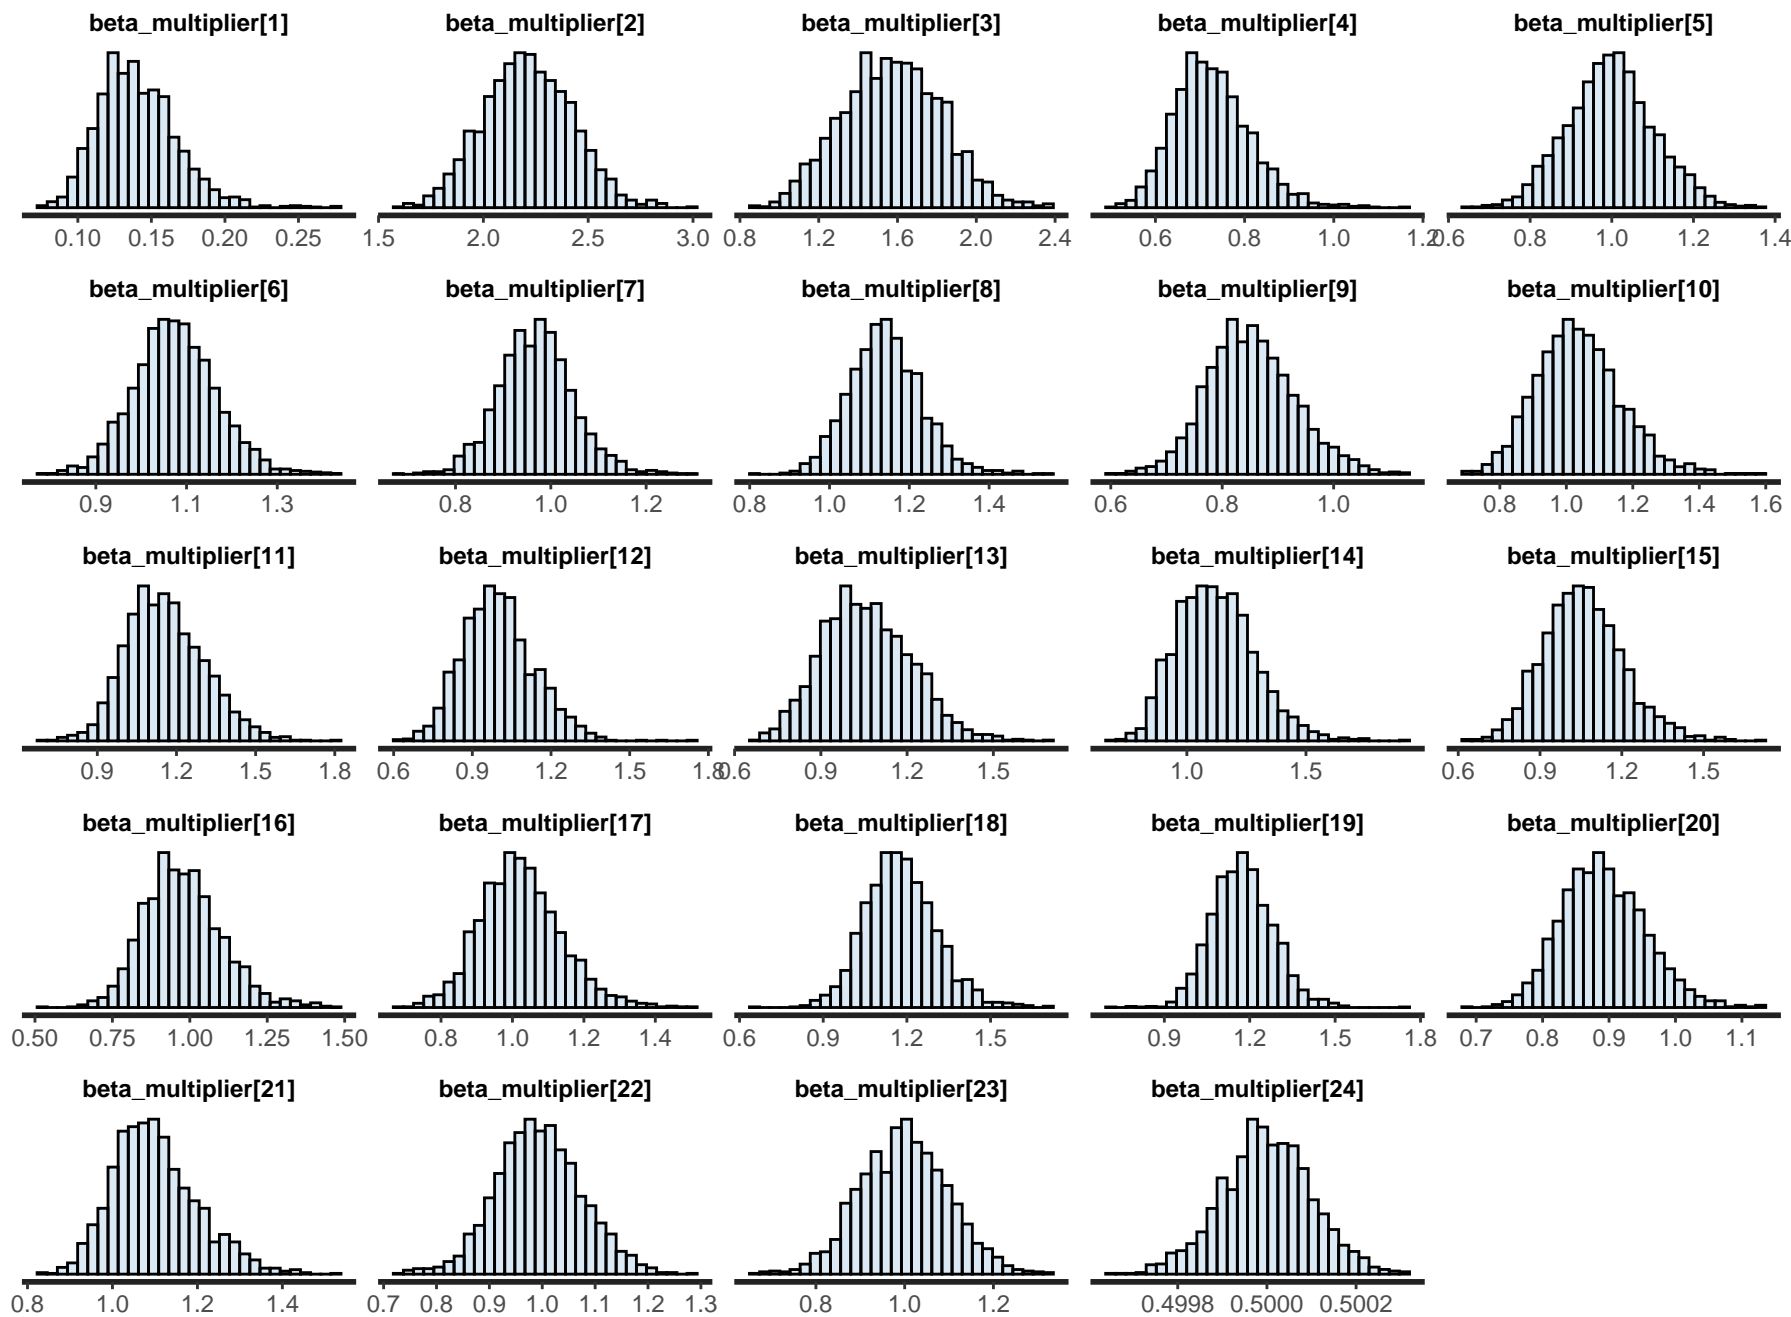 beta_multiplier[1] beta_multiplier[2] beta_multiplier[3] beta_multiplier[4] beta_multiplier[5]
0.10 0.15 0.20 0.25 1.5 2.0 2.5 3.0 0.8 1.2 1.6 2.0 2.4 0.6 0.8 1.0 1.2 0.6 0.8 1.0 1.2 1.4
beta_multiplier[6] beta_multiplier[7] beta_multiplier[8] beta_multiplier[9] beta_multiplier[10]
0.9 1.1 1.3 0.8 1.0 1.2 0.8 1.0 1.2 1.4 0.6 0.8 1.0 0.8 1.0 1.2 1.4 1.6
beta_multiplier[11] beta_multiplier[12] beta_multiplier[13] beta_multiplier[14] beta_multiplier[15]
0.9 1.2 1.5 1.8 0.6 0.9 1.2 1.5 1.8 0.6 0.9 1.2 1.5 1.0 1.5 0.6 0.9 1.2 1.5
beta_multiplier[16] beta_multiplier[17] beta_multiplier[18] beta_multiplier[19] beta_multiplier[20]
0.50 0.75 1.00 1.25 1.50 0.8 1.0 1.2 1.4 0.6 0.9 1.2 1.5 0.9 1.2 1.5 1.8 0.7 0.8 0.9 1.0 1.1
beta_multiplier[21] beta_multiplier[22] beta_multiplier[23] beta_multiplier[24]
0.8 1.0 1.2 1.4 0.7 0.8 0.9 1.0 1.1 1.2 1.3 0.8 1.0 1.2 0.4998 0.5000 0.5002